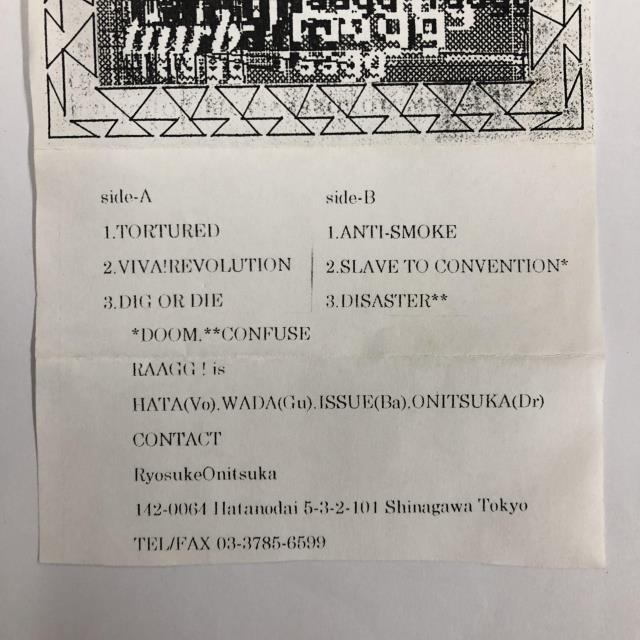 side-A
1.TORTURED
2.VIVA!REVOLUTION
3.DIG OR DIE
side-B
1.ANTI-SMOKE
2.SLAVE TO CONVENTION*
3.DISASTER**
*DOOM.**CONFUSE
RAAGG ! is
HATA(Vo).WADA(Gu).ISSUE(Ba).ONITSUKA(Dr)
CONTACT
RyosukeOnitsuka
142-0064 Hatanodai 5-3-2-101 Shinagawa Tokyo
TEL/FAX 03-3785-6599